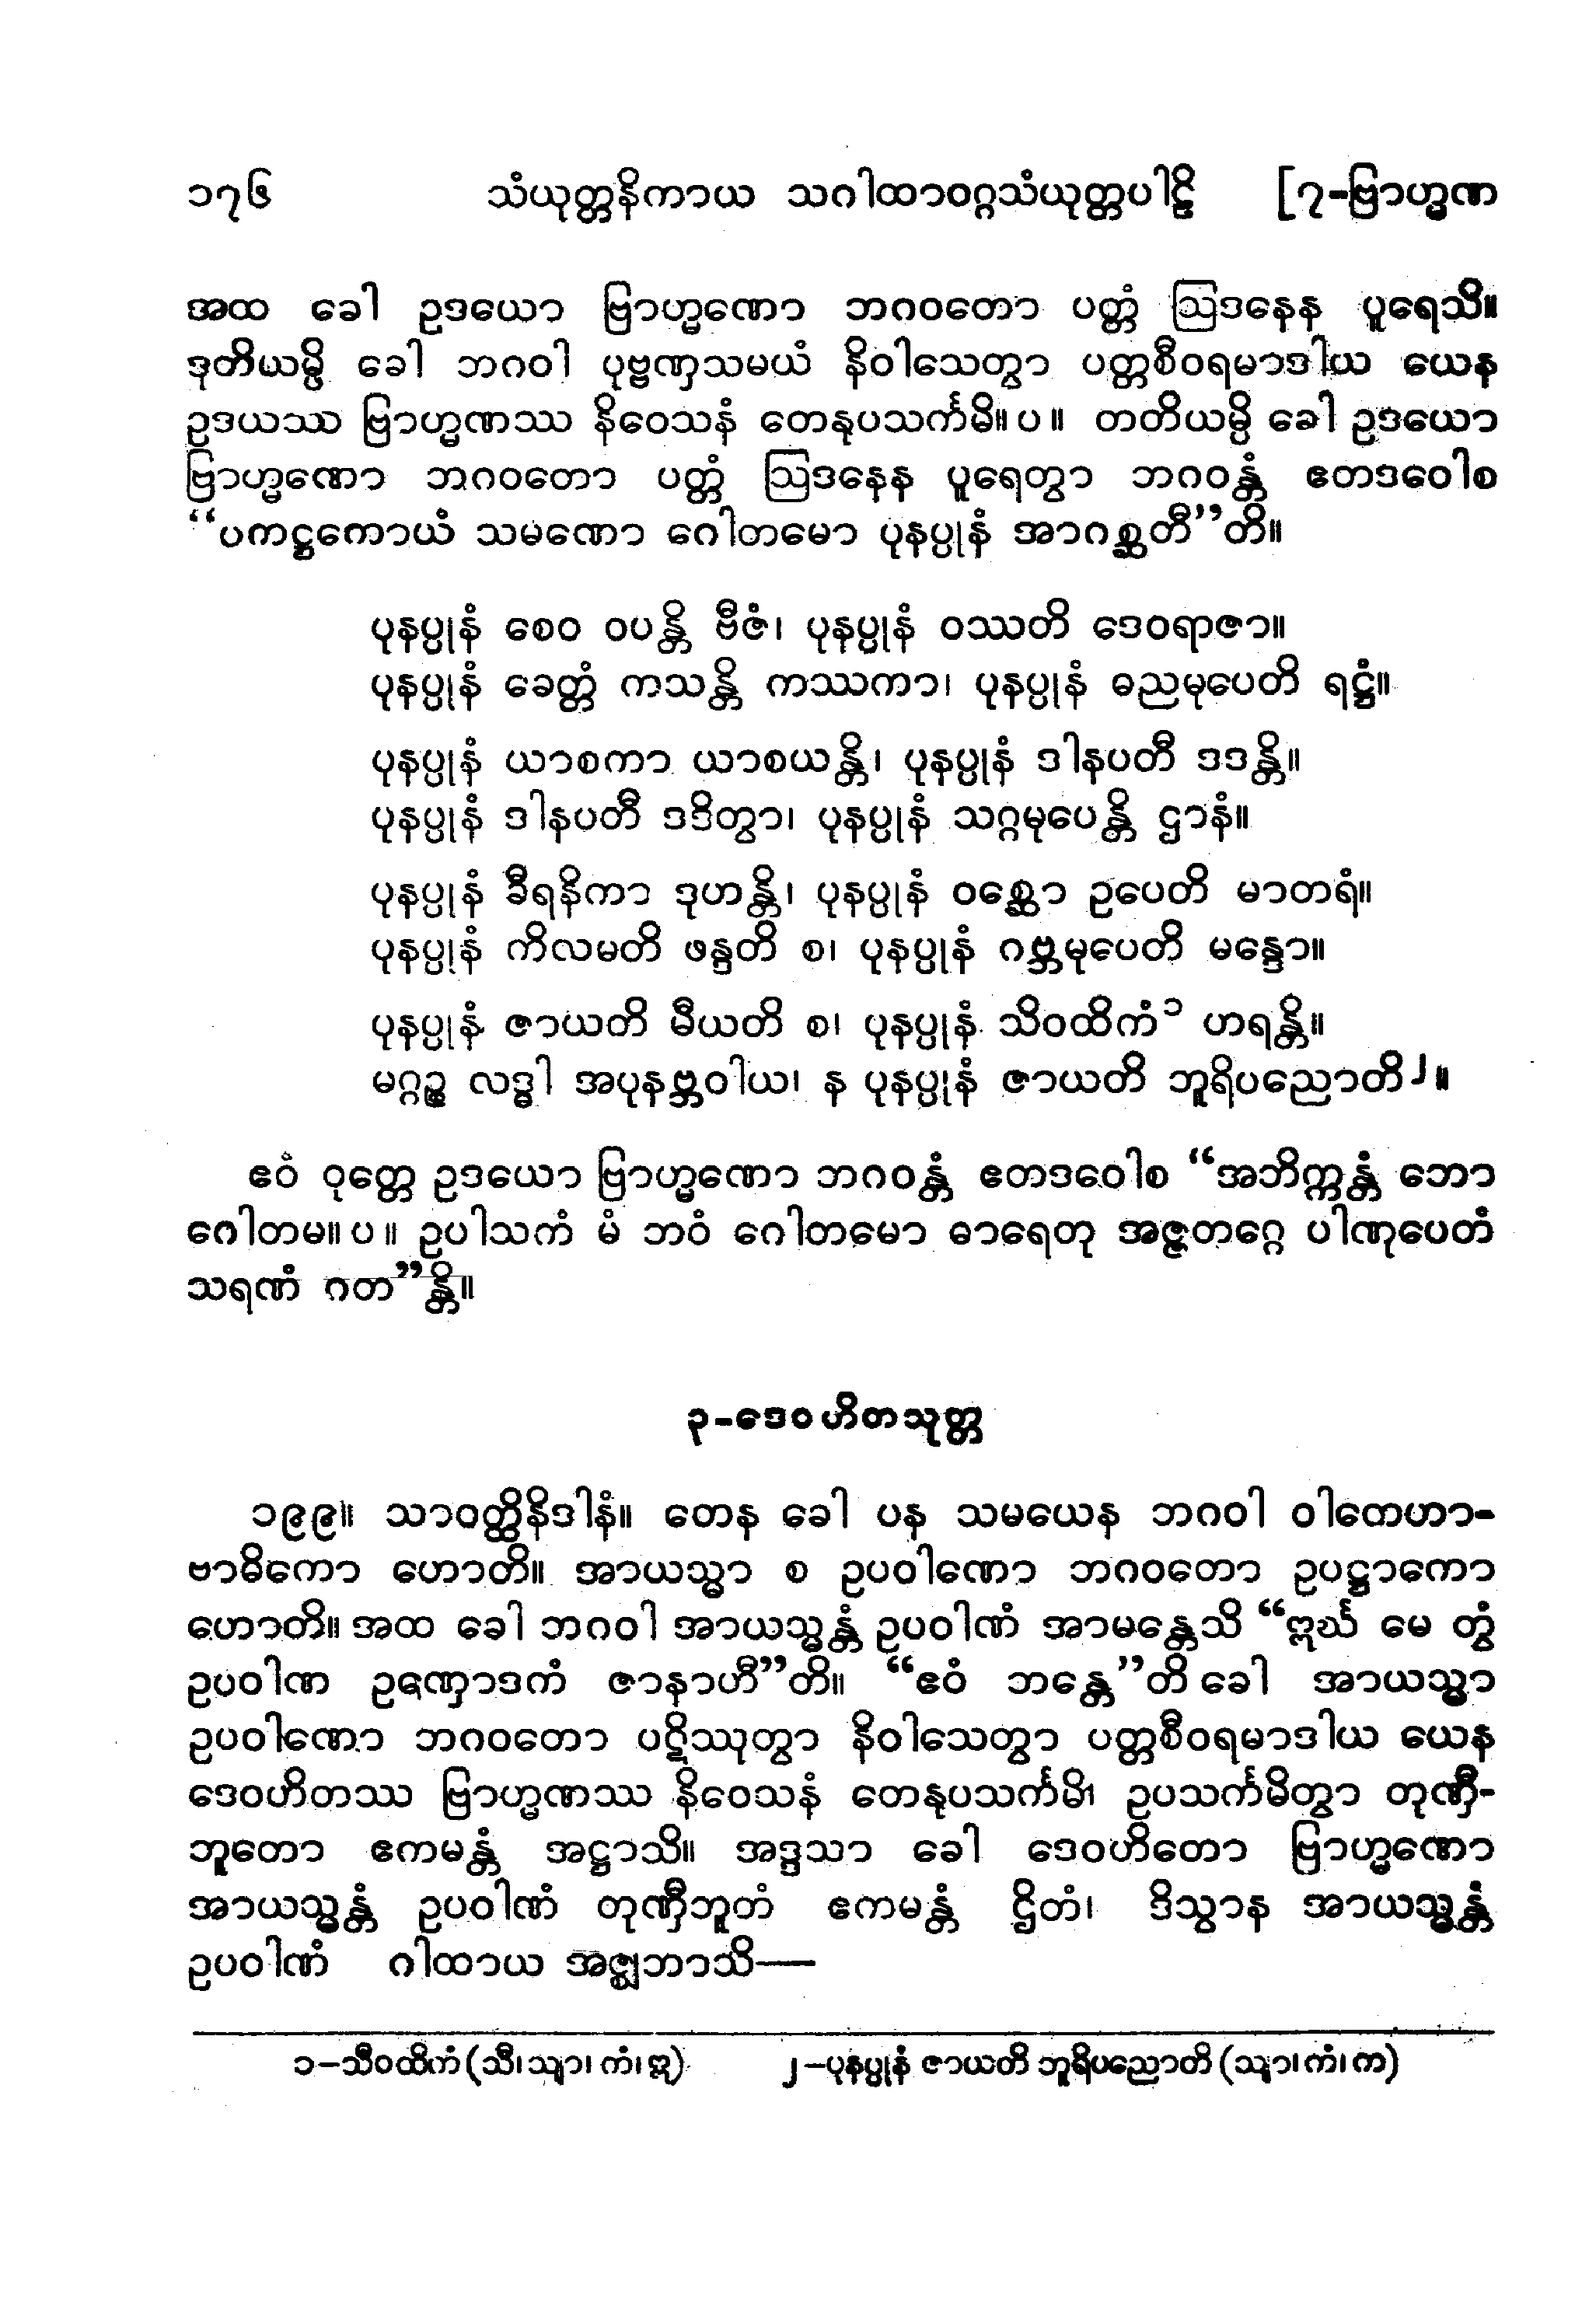 ၁၇၆ သံယုတ္တနိကာယ သဂါထာဝဂ္ဂသံယုတ္တပါဠိ [၇-ဗြာဟ္မဏ
အထ ခေါ ဥဒယော ဗြာဟ္မဏော ဘဂဝတော ပတ္တံ ဩဒနေန ပူရေသိ။
ဒုတိယမ္ပိ ခေါ ဘဂဝါ ပုဗ္ဗဏှသမယံ နိဝါသေတွာ ပတ္တစီဝရမာဒါယ ယေန
ဥဒယဿ ဗြာဟ္မဏဿ နိဝေသနံ တေနုပသင်္ကမိ။ ပ ။ တတိယမ္ပိ ခေါ ဥဒယော
ဗြာဟ္မဏော ဘဂဝတော ပတ္တံ ဩဒနေန ပူရေတွာ ဘဂဝန္တံ ဧတဒဝေါစ
“ပကဋ္ဌကောယံ သမဏော ဂေါတမော ပုနပ္ပုနံ အာဂစ္ဆတီ”တိ။
ပုနပ္ပုနံ စေဝ ဝပန္တိ ဗီဇံ၊ ပုနပ္ပုနံ ဝဿတိ ဒေဝရာဇာ။
ပုနပ္ပုနံ ခေတ္တံ ကသန္တိ ကဿကာ၊ ပုနပ္ပုနံ ဓညမုပေတိ ရဋ္ဌံ။
ပုနပ္ပုနံ ယာစကာ ယာစယန္တိ၊ ပုနပ္ပုနံ ဒါနပတီ ဒဒန္တိ။
ပုနပ္ပုနံ ဒါနပတီ ဒဒိတွာ၊ ပုနပ္ပုနံ သဂ္ဂမုပေန္တိ ဌာနံ။
ပုနပ္ပုနံ ခီရနိကာ ဒုဟန္တိ၊ ပုနပ္ပုနံ ဝစ္ဆော ဥပေတိ မာတရံ။
ပုနပ္ပုနံ ကိလမတိ ဖန္ဒတိ စ၊ ပုနပ္ပုနံ ဂဗ္ဘမုပေတိ မန္ဒော။
ပုနပ္ပုနံ ဇာယတိ မီယတိ စ၊ ပုနပ္ပုနံ သိဝထိကံ၁ ဟရန္တိ။
မဂ္ဂဉ္စ လဒ္ဓါ အပုနဗ္ဘဝါယ၊ န ပုနပ္ပုနံ ဇာယတိ ဘူရိပညောတိ၂။
ဧဝံ ဝုတ္တေ ဥဒယော ဗြာဟ္မဏော ဘဂဝန္တံ ဧတဒဝေါစ “အဘိက္ကန္တံ ဘော
ဂေါတမ။ ပ ။ ဥပါသကံ မံ ဘဝံ ဂေါတမော ဓာရေတု အဇ္ဇတဂ္ဂေ ပါဏုပေတံ
သရဏံ ဂတ”န္တိ။
၃-ဒေဝဟိတသုတ္တ
၁၉၉။ သာဝတ္ထိနိဒါနံ။ တေန ခေါ ပန သမယေန ဘဂဝါ ဝါတေဟာ-
ဗာဓိကော ဟောတိ။ အာယသ္မာ စ ဥပဝါဏော ဘဂဝတော ဥပဋ္ဌာကော
ဟောတိ။ အထ ခေါ ဘဂဝါ အာယသ္မန္တံ ဥပဝါဏံ အာမန္တေသိ “ဣင်္ဃ မေ တွံ
ဥပဝါဏ ဥဏှောဒကံ ဇာနာဟီ”တိ။ “ဧဝံ ဘန္တေ”တိ ခေါ အာယသ္မာ
ဥပဝါဏော ဘဂဝတော ပဋိဿုတွာ နိဝါသေတွာ ပတ္တစီဝရမာဒါယ ယေန
ဒေဝဟိတဿ ဗြာဟ္မဏဿ နိဝေသနံ တေနုပသင်္ကမိ၊ ဥပသင်္ကမိတွာ တုဏှီ-
ဘူတော ဧကမန္တံ အဋ္ဌာသိ။ အဒ္ဒသာ ခေါ ဒေဝဟိတော ဗြာဟ္မဏော
အာယသ္မန္တံ ဥပဝါဏံ တုဏှီဘူတံ ဧကမန္တံ ဌိတံ၊ ဒိသွာန အာယသ္မန္တံ
ဥပဝါဏံ ဂါထာယ အဇ္ဈဘာသိ—
၁-သီဝထိကံ (သီ၊ သျာ၊ ကံ၊ ဣ) ၂-ပုနပ္ပုနံ ဇာယတိ ဘူရိပညောတိ (သျာ၊ ကံ၊ က)